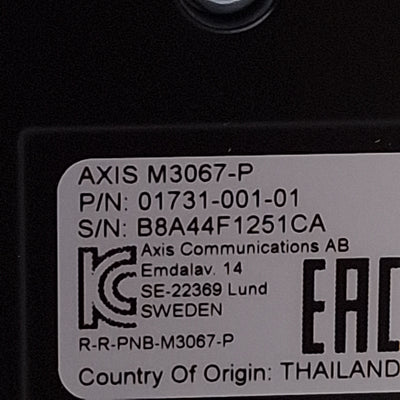 AXIS M3067-P
P/N: 01731-001-01
S/N: B8A44F1251CA
Axis Communications AB
Emdalav. 14
SE-22369 Lund
SWEDEN
EAC
R-R-PNB-M3067-P
Country Of Origin: THAILAND